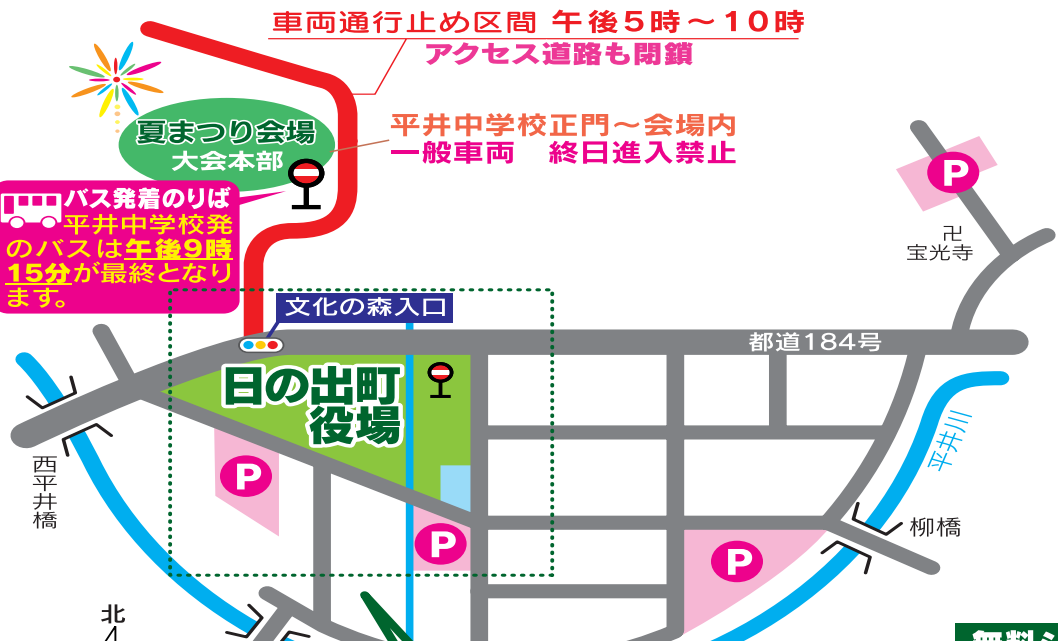 車両通行止め区間 午後5時～10時
アクセス道路も閉鎖
平井中学校正門～会場内
一般車両 終日進入禁止
夏まつり会場
大会本部
バス発着のりば
平井中学校発
のバスは午後9時
15分が最終となり
ます。
P
卍
宝光寺
文化の森入口
都道184号
日の出町
役場
平井川
西平井橋
P
P
P
柳橋
北